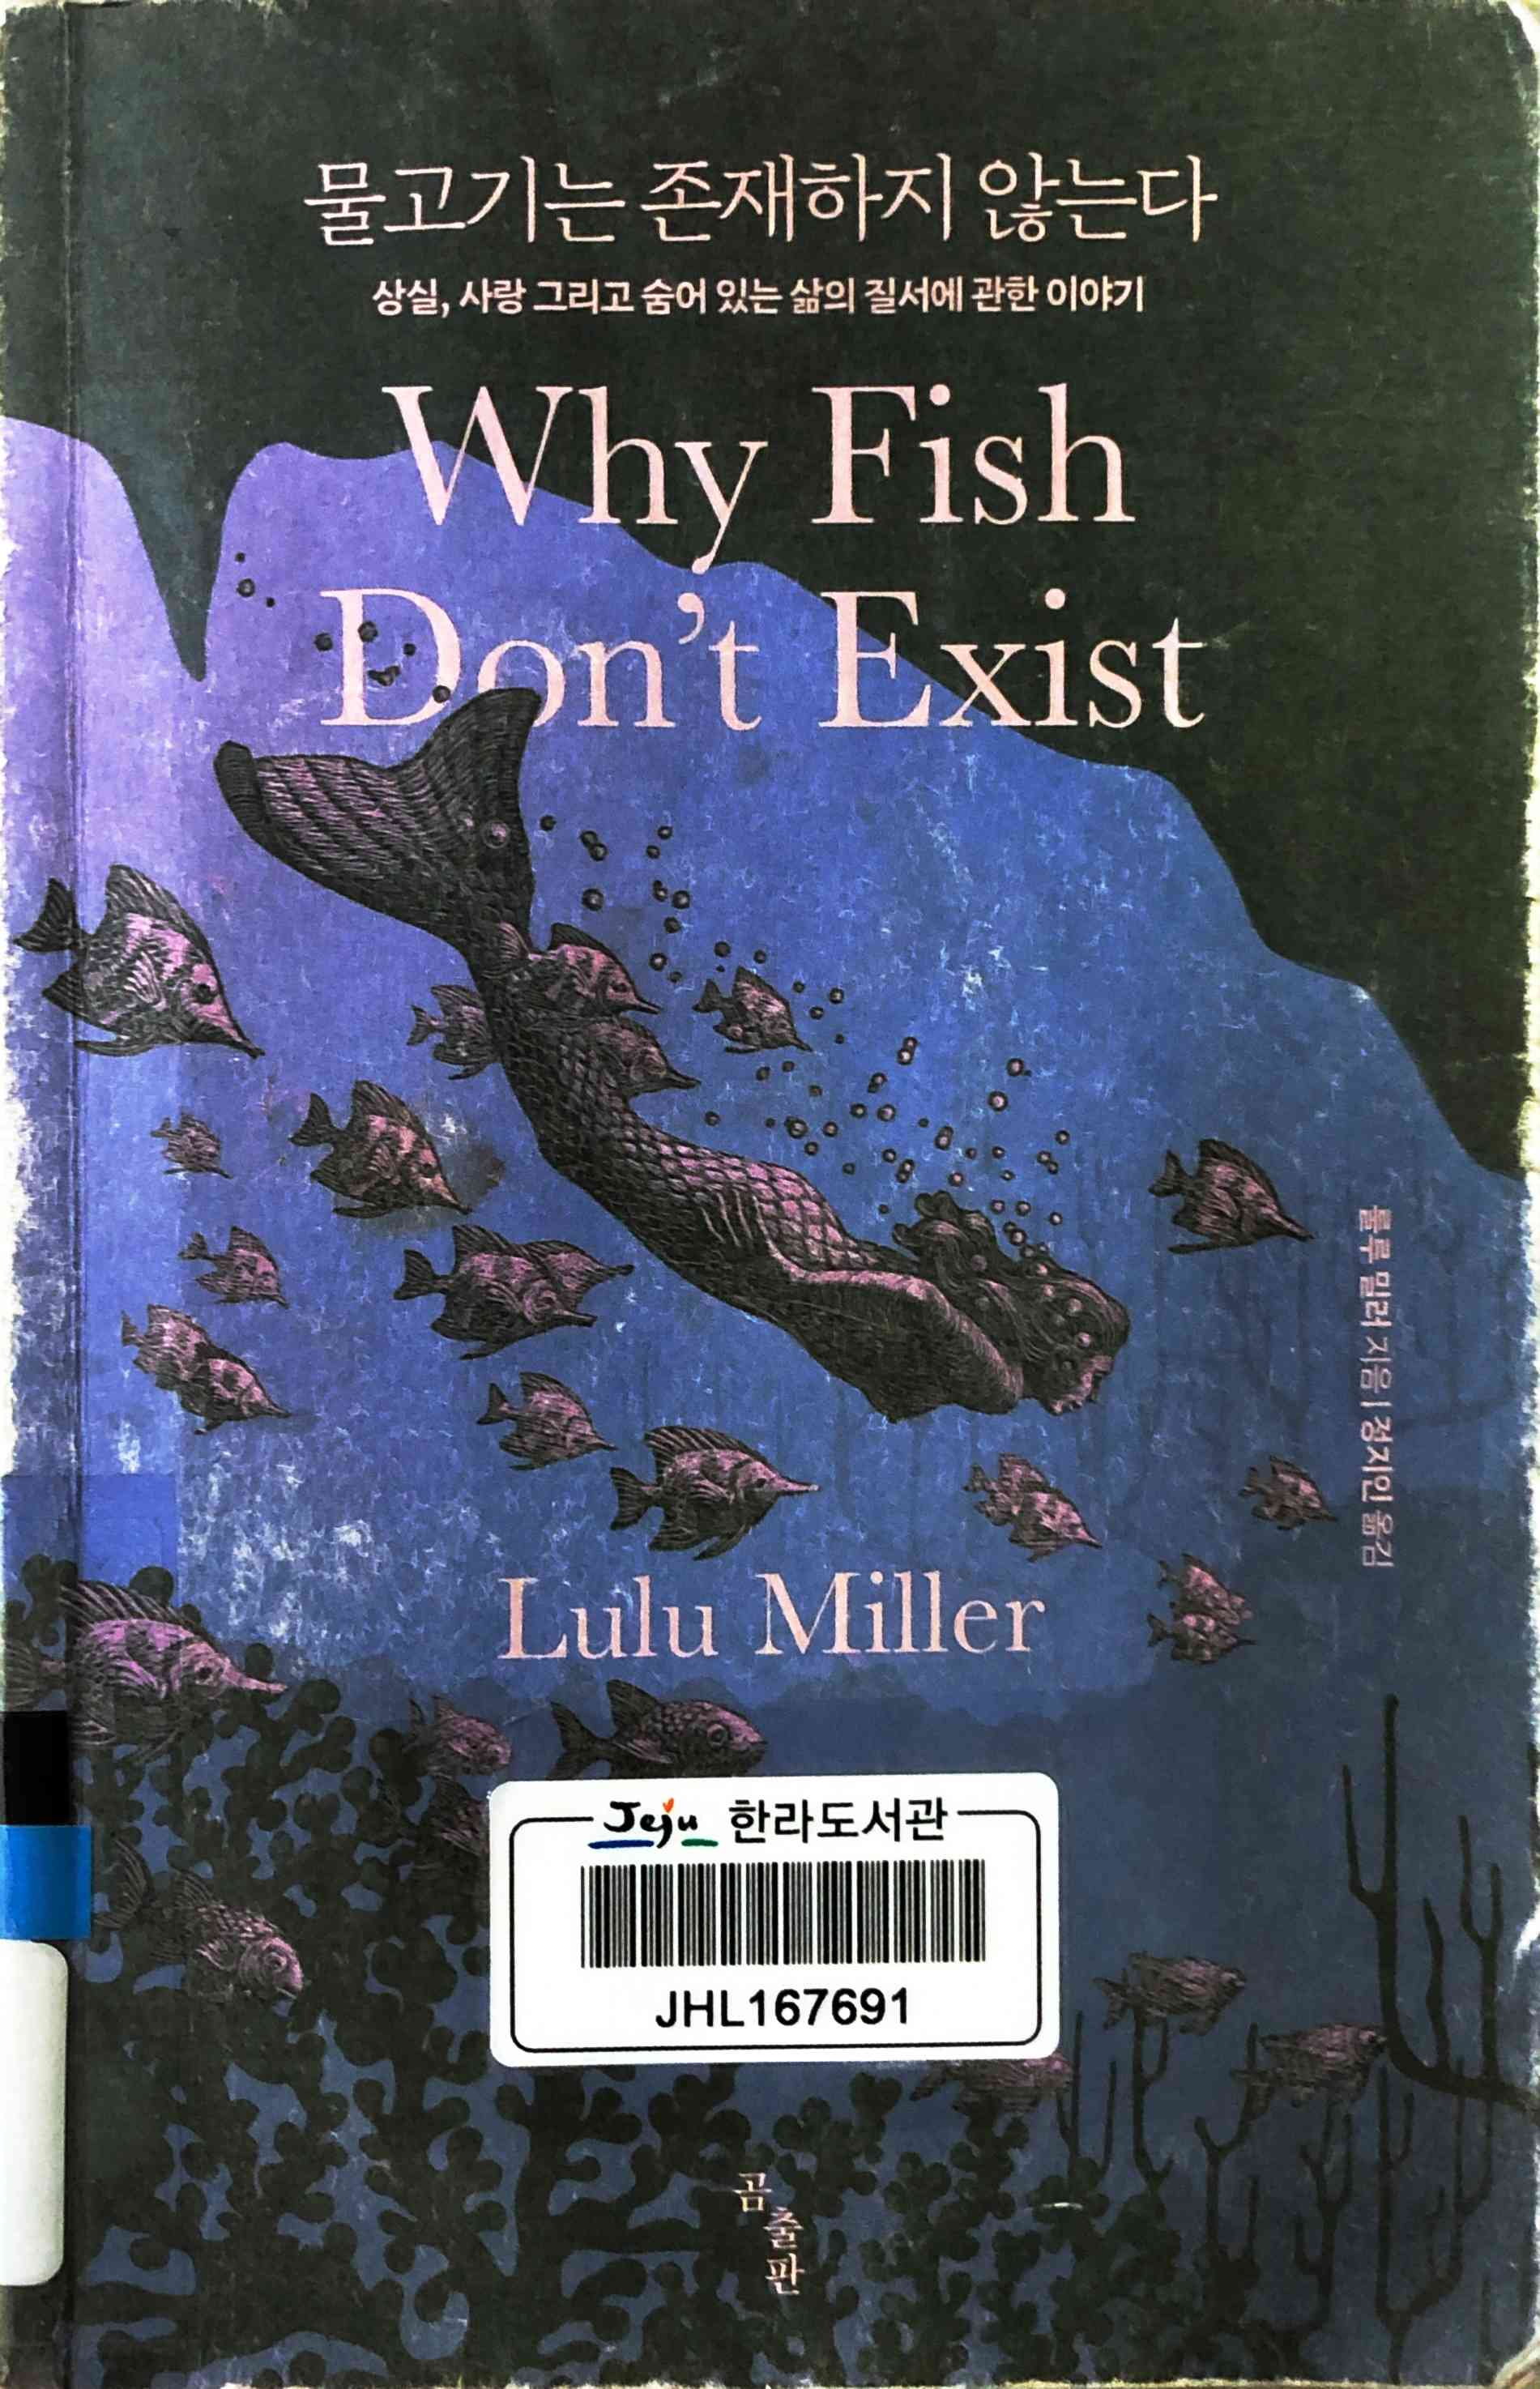 물고기는 존재하지 않는다
상실, 사랑 그리고 숨어 있는 삶의 질서에 관한 이야기
Why Fish
Don't Exist
룰루 밀러 지음 | 정지인 옮김
Lulu Miller
Jeju 한라도서관
JHL167691
곰출판